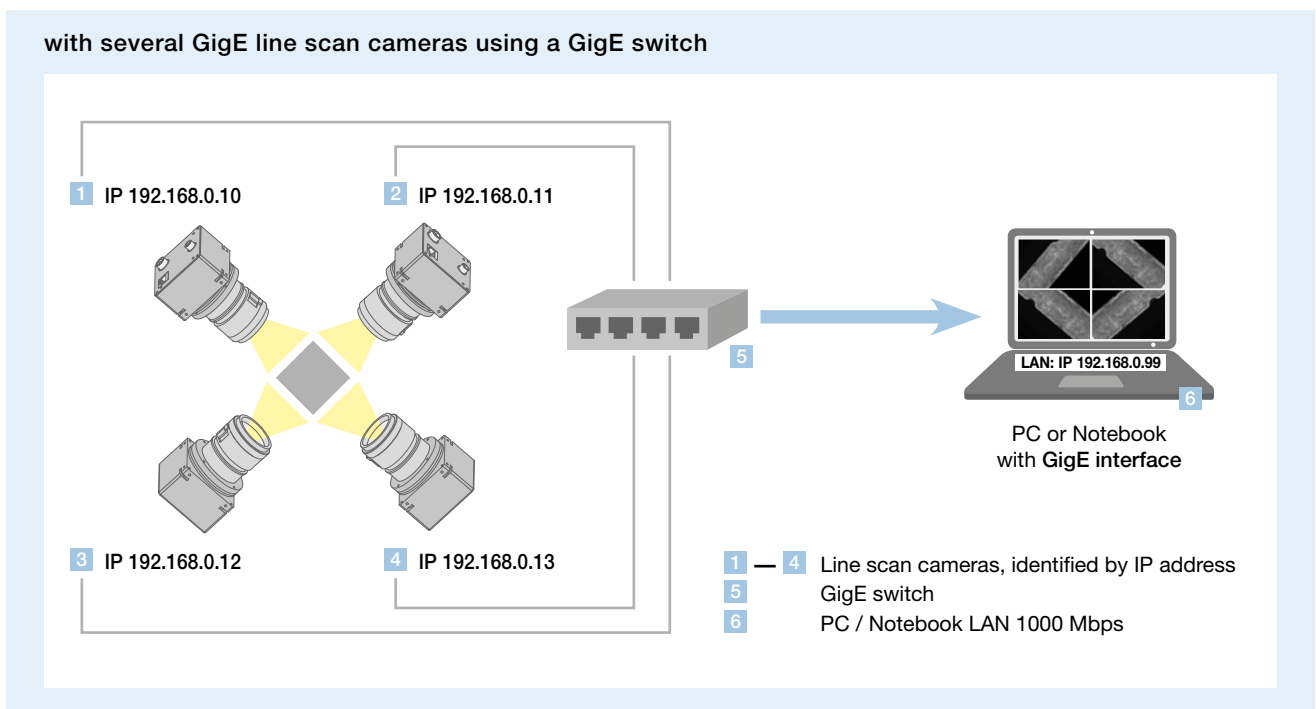 with several GigE line scan cameras using a GigE switch
1 IP 192.168.0.10
2 IP 192.168.0.11
5
LAN: IP 192.168.0.99
6
PC or Notebook
with GigE interface
3 IP 192.168.0.12
4 IP 192.168.0.13
1 — 4 Line scan cameras, identified by IP address
5 GigE switch
6 PC / Notebook LAN 1000 Mbps